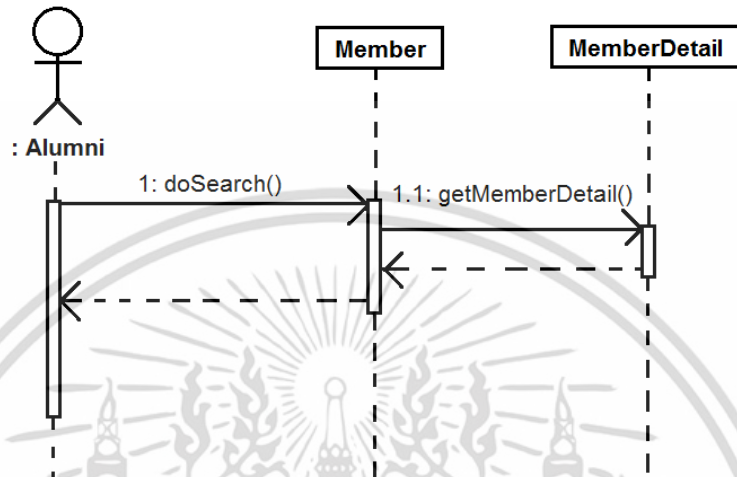 Member
MemberDetail
: Alumni
1: doSearch()
1.1: getMemberDetail()